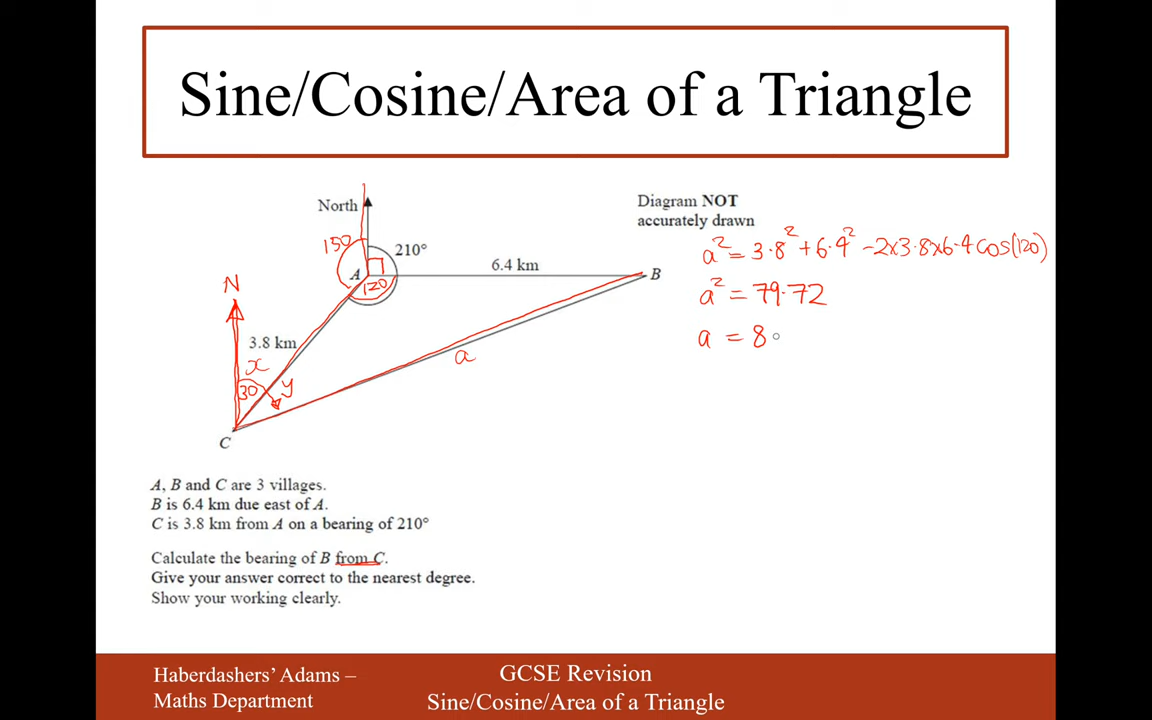 Sine/Cosine/Area of a Triangle
North
Diagram NOT
accurately drawn
150
210°
A
6.4 km
B
120
a² = 3.8² + 6.4² - 2x3.8x6.4 cos(120)
a² = 79.72
a = 8.
N
3.8 km
x
30
y
a
C
A, B and C are 3 villages.
B is 6.4 km due east of A.
C is 3.8 km from A on a bearing of 210°
Calculate the bearing of B from C.
Give your answer correct to the nearest degree.
Show your working clearly.
Haberdashers’ Adams –
Maths Department
GCSE Revision
Sine/Cosine/Area of a Triangle